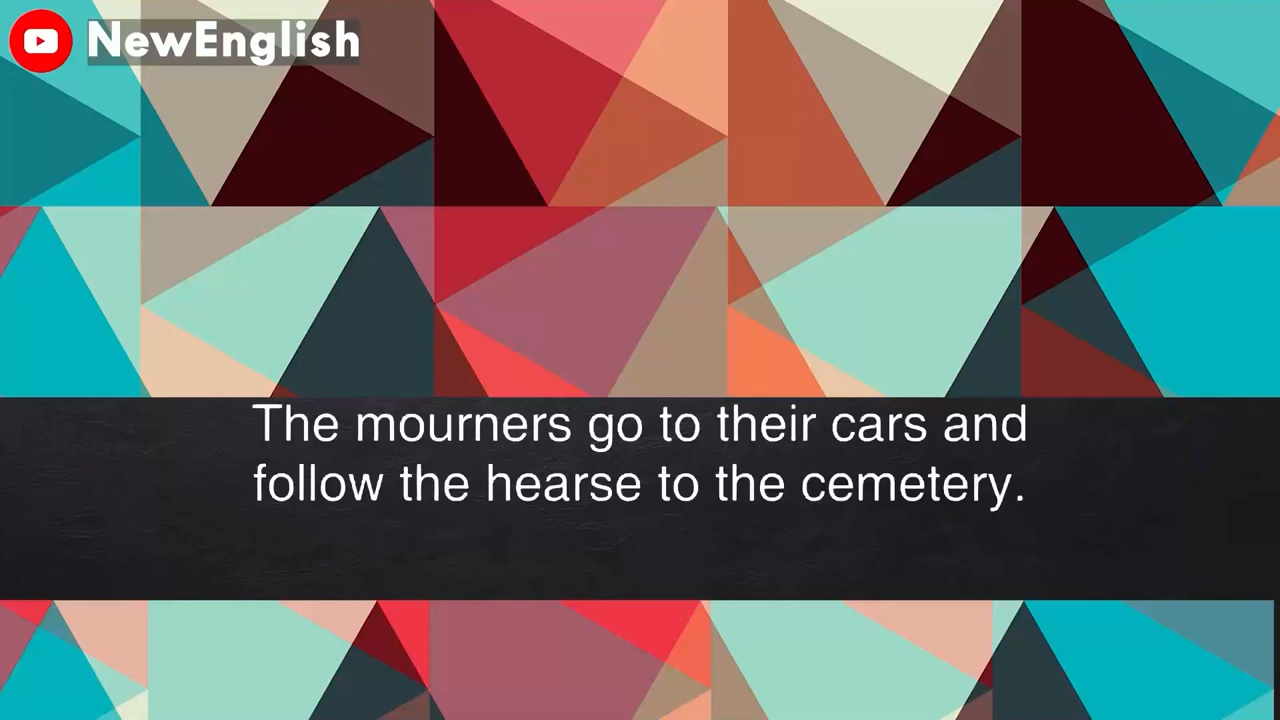 NewEnglish
The mourners go to their cars and
follow the hearse to the cemetery.